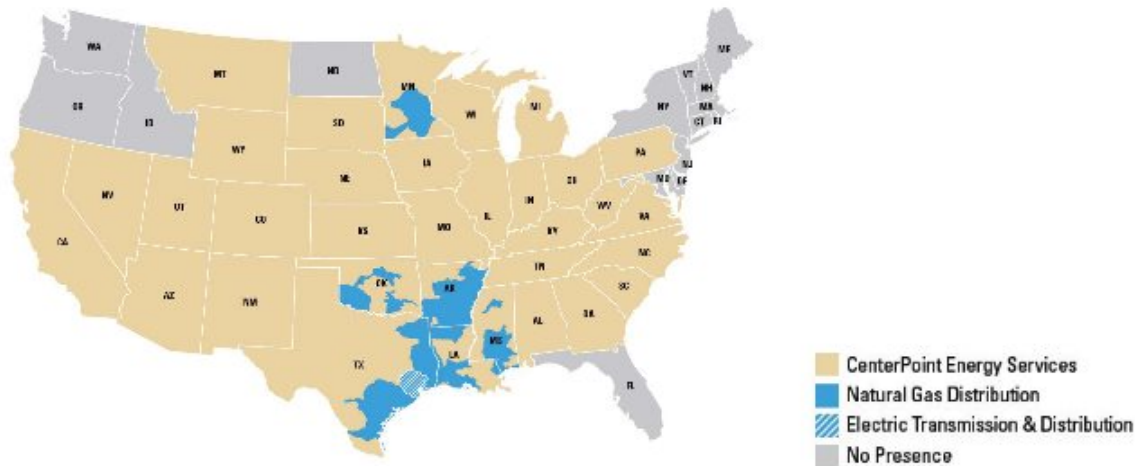 WA
MT
ND
MN
OR
ID
WY
SD
WI
MI
ME
VT
NH
NY
MA
CT
RI
NV
UT
CO
NE
IA
IL
IN
OH
PA
NJ
MD
DE
CA
KS
MO
KY
WV
VA
AZ
NM
OK
AR
TN
NC
SC
TX
LA
MS
AL
GA
FL
CenterPoint Energy Services
Natural Gas Distribution
Electric Transmission & Distribution
No Presence